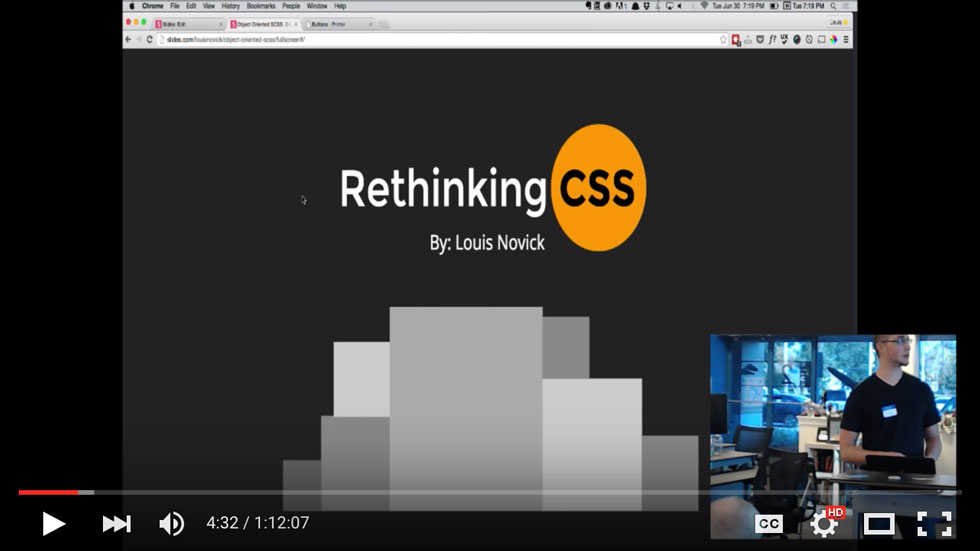 Chrome File Edit View History Bookmarks People Window Help Tue Jun 30 7:19 PM Tue 7:19 PM
Slides: Edit Object Oriented SCSS: Buttons · Primer Louis
slides.com/louisnovick/object-oriented-scss/fullscreen#/
Rethinking CSS
By: Louis Novick
4:32 / 1:12:07 CC HD